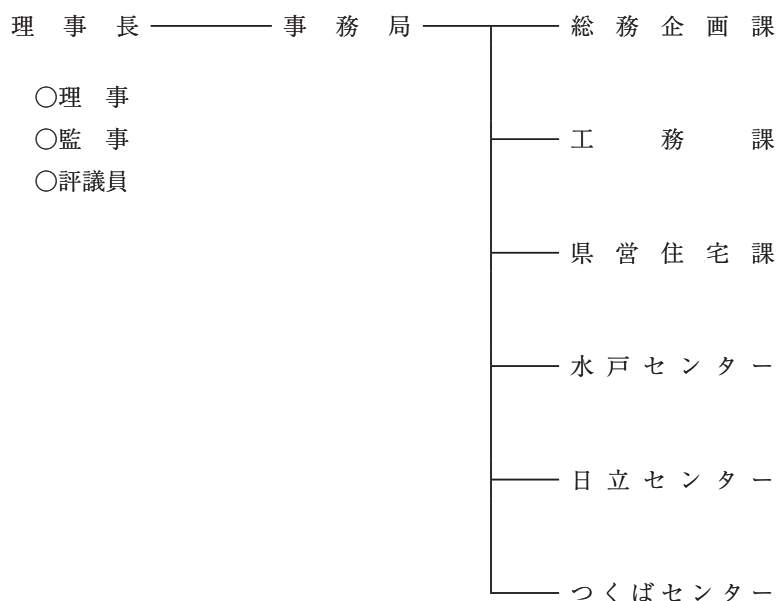 理事長 事務局 総務企画課
○理事
○監事
○評議員
工務課
県営住宅課
水戸センター
日立センター
つくばセンター